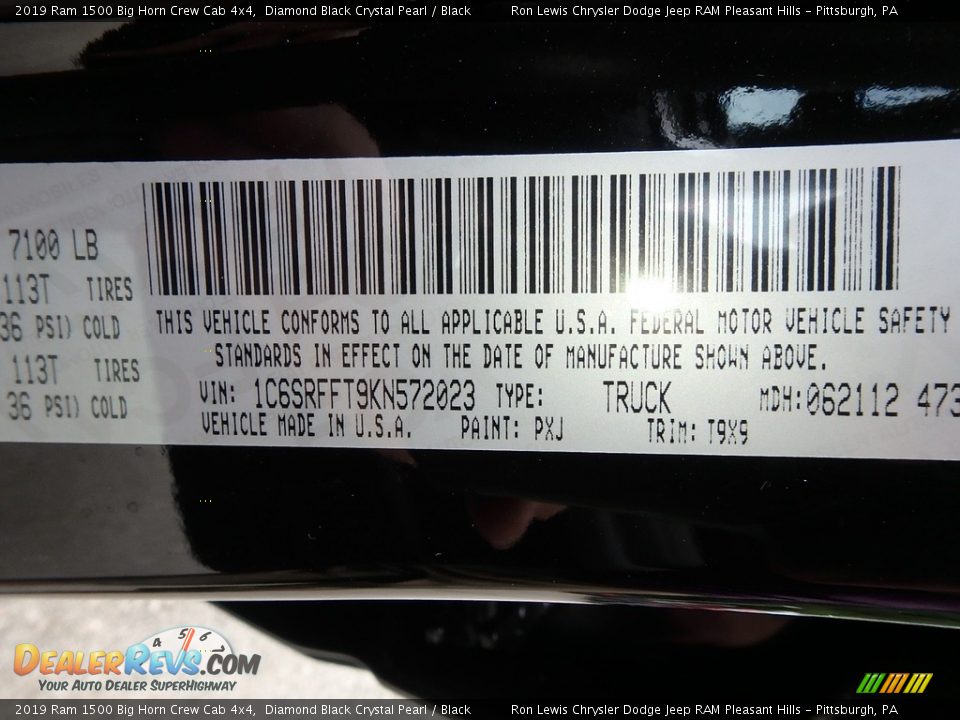 2019 Ram 1500 Big Horn Crew Cab 4x4, Diamond Black Crystal Pearl / Black Ron Lewis Chrysler Dodge Jeep RAM Pleasant Hills - Pittsburgh, PA
7100 LB
113T TIRES
36 PSI) COLD
113T TIRES
36 PSI) COLD
THIS VEHICLE CONFORMS TO ALL APPLICABLE U.S.A. FEDERAL MOTOR VEHICLE SAFETY
STANDARDS IN EFFECT ON THE DATE OF MANUFACTURE SHOWN ABOVE.
VIN: 1C6SRFFT9KN572023 TYPE: TRUCK MDH:062112 473
VEHICLE MADE IN U.S.A. PAINT: PXJ TRIM: T9X9
4 5 6
DEALERREVS.COM
YOUR AUTO DEALER SUPERHIGHWAY
2019 Ram 1500 Big Horn Crew Cab 4x4, Diamond Black Crystal Pearl / Black Ron Lewis Chrysler Dodge Jeep RAM Pleasant Hills - Pittsburgh, PA